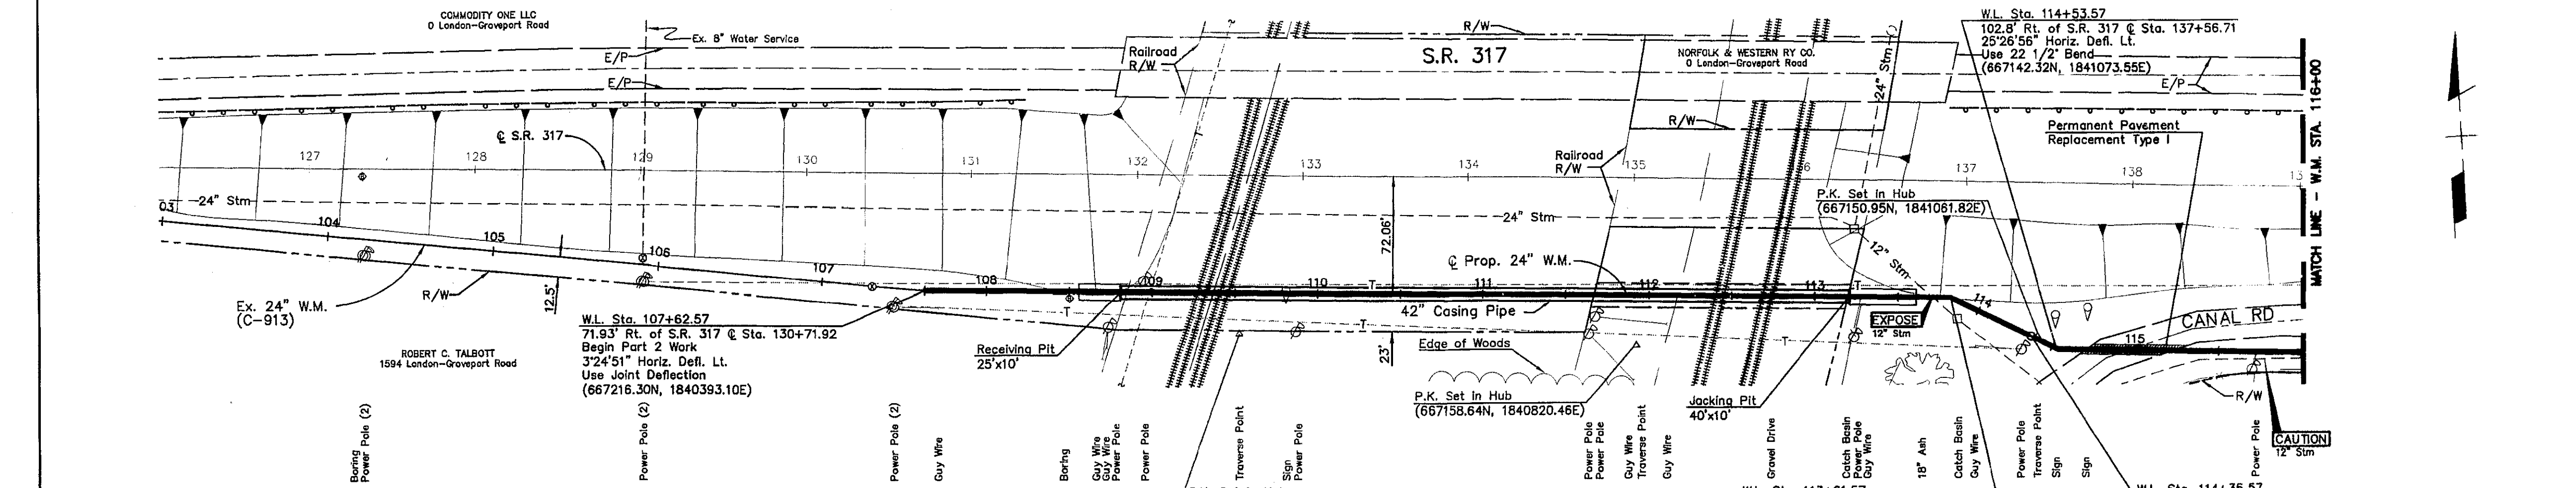 COMMODITY ONE LLC
0 London-Groveport Road
Ex. 8" Water Service
E/P
E/P
℄ S.R. 317
Railroad
R/W
R/W
S.R. 317
NORFOLK & WESTERN RY CO.
0 London-Groveport Road
24" Stm
R/W
Railroad
R/W
W.L. Sta. 114+53.57
102.8' Rt. of S.R. 317 ℄ Sta. 137+56.71
25°26'56" Horiz. Defl. Lt.
Use 22 1/2° Bend
(667142.32N, 1841073.55E)
E/P
Permanent Pavement
Replacement Type I
MATCH LINE - W.M. STA. 116+00
127
128
129
130
131
132
133
134
135
137
138
P.K. Set in Hub
(667150.95N, 1841061.82E)
03
24" Stm
24" Stm
12" Stm
104
105
106
107
108
109
110
111
112
113
114
115
72.06'
℄ Prop. 24" W.M.
42" Casing Pipe
T
T
T
T
T
T
Ex. 24" W.M.
(C-913)
R/W
12.5'
W.L. Sta. 107+62.57
71.93' Rt. of S.R. 317 ℄ Sta. 130+71.92
Begin Part 2 Work
3°24'51" Horiz. Defl. Lt.
Use Joint Deflection
(667216.30N, 1840393.10E)
ROBERT C. TALBOTT
1594 London-Groveport Road
Receiving Pit
25'x10'
23'
Edge of Woods
P.K. Set in Hub
(667158.64N, 1840820.46E)
Jacking Pit
40'x10'
EXPOSE
12" Stm
CANAL RD
R/W
CAUTION
12" Stm
Boring
Power Pole (2)
Power Pole (2)
Power Pole (2)
Guy Wire
Boring
Guy Wire
Guy Wire
Power Pole
Power Pole
Traverse Point
Sign
Power Pole
Power Pole
Power Pole
Guy Wire
Traverse Point
Guy Wire
Gravel Drive
Catch Basin
Power Pole
Guy Wire
18" Ash
Catch Basin
Guy Wire
Power Pole
Traverse Point
Sign
Sign
Power Pole